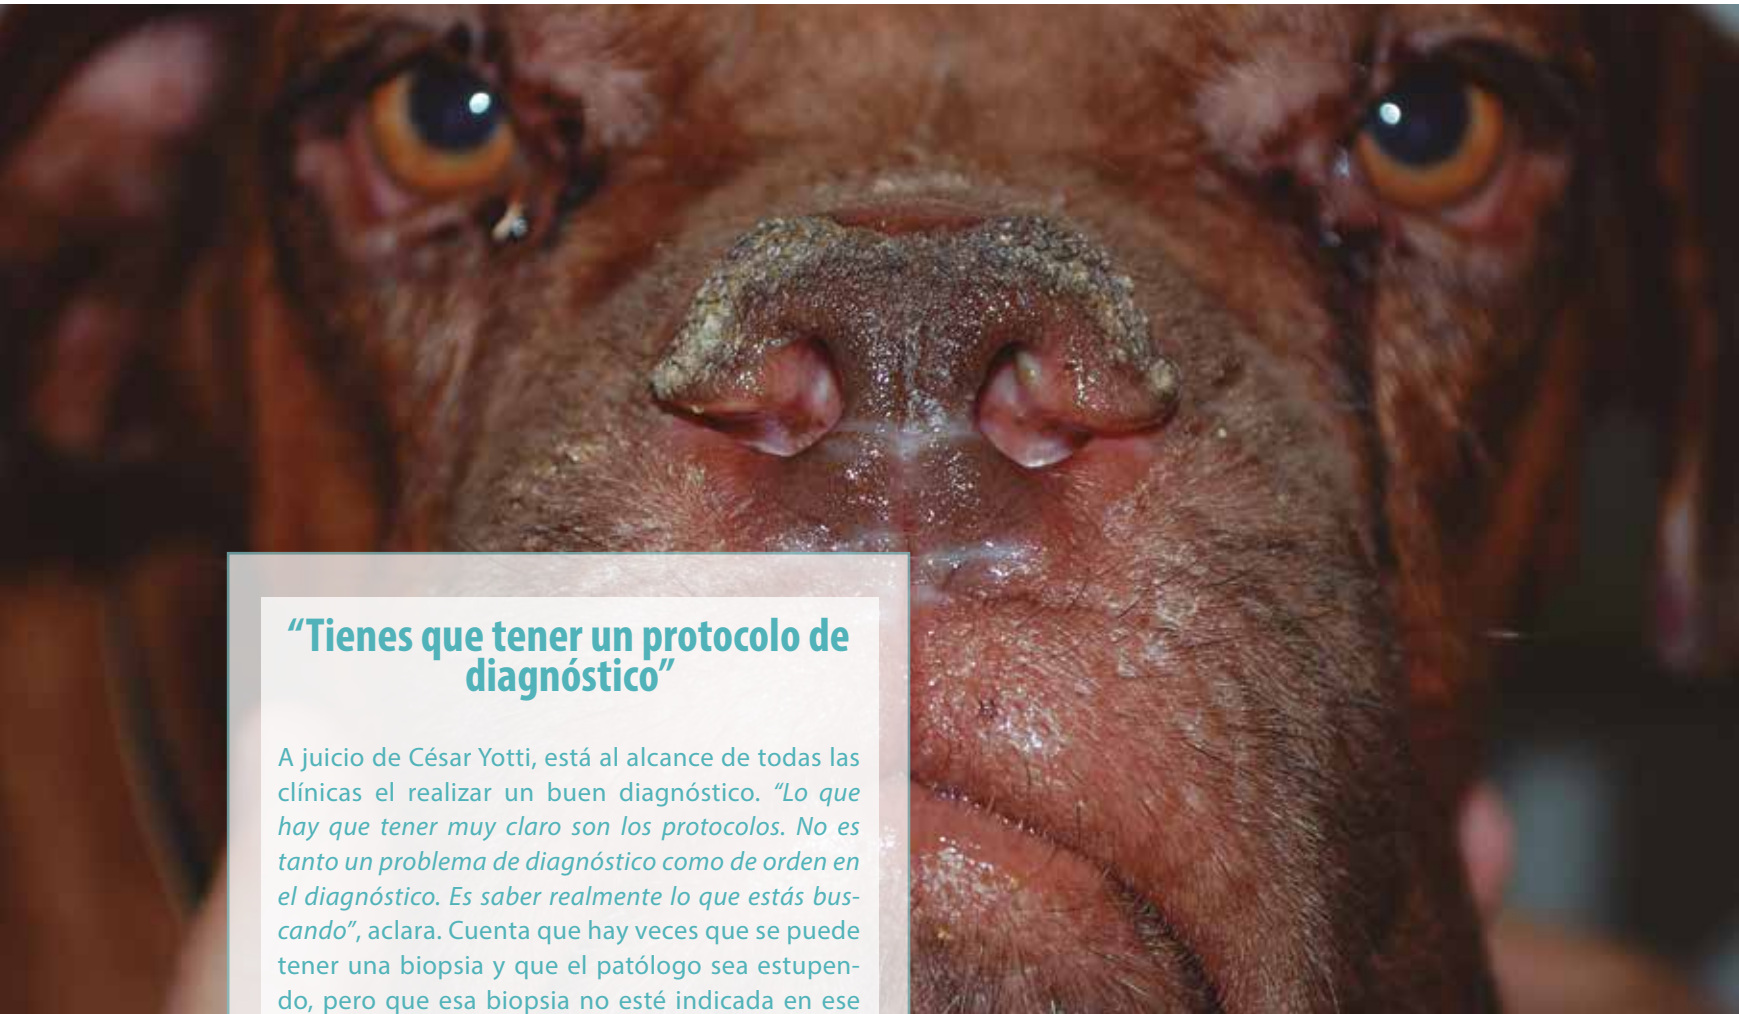 “Tienes que tener un protocolo de
diagnóstico”
A juicio de César Yotti, está al alcance de todas las
clínicas el realizar un buen diagnóstico. “Lo que
hay que tener muy claro son los protocolos. No es
tanto un problema de diagnóstico como de orden en
el diagnóstico. Es saber realmente lo que estás bus-
cando”, aclara. Cuenta que hay veces que se puede
tener una biopsia y que el patólogo sea estupen-
do, pero que esa biopsia no esté indicada en ese